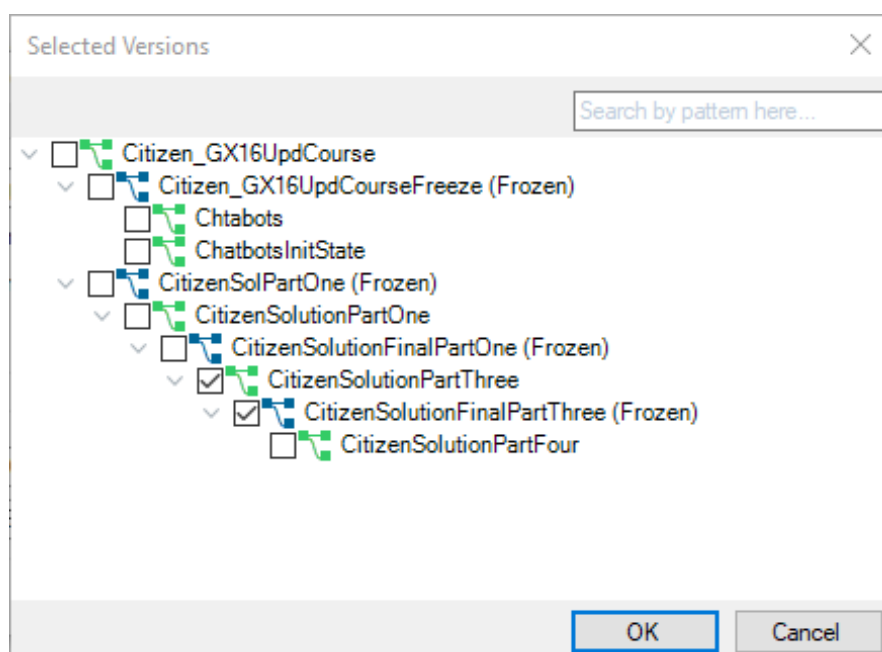 Selected Versions
Search by pattern here...
Citizen_GX16UpdCourse
Citizen_GX16UpdCourseFreeze (Frozen)
Chtabots
ChatbotsInitState
CitizenSolPartOne (Frozen)
CitizenSolutionPartOne
CitizenSolutionFinalPartOne (Frozen)
CitizenSolutionPartThree
CitizenSolutionFinalPartThree (Frozen)
CitizenSolutionPartFour
OK Cancel